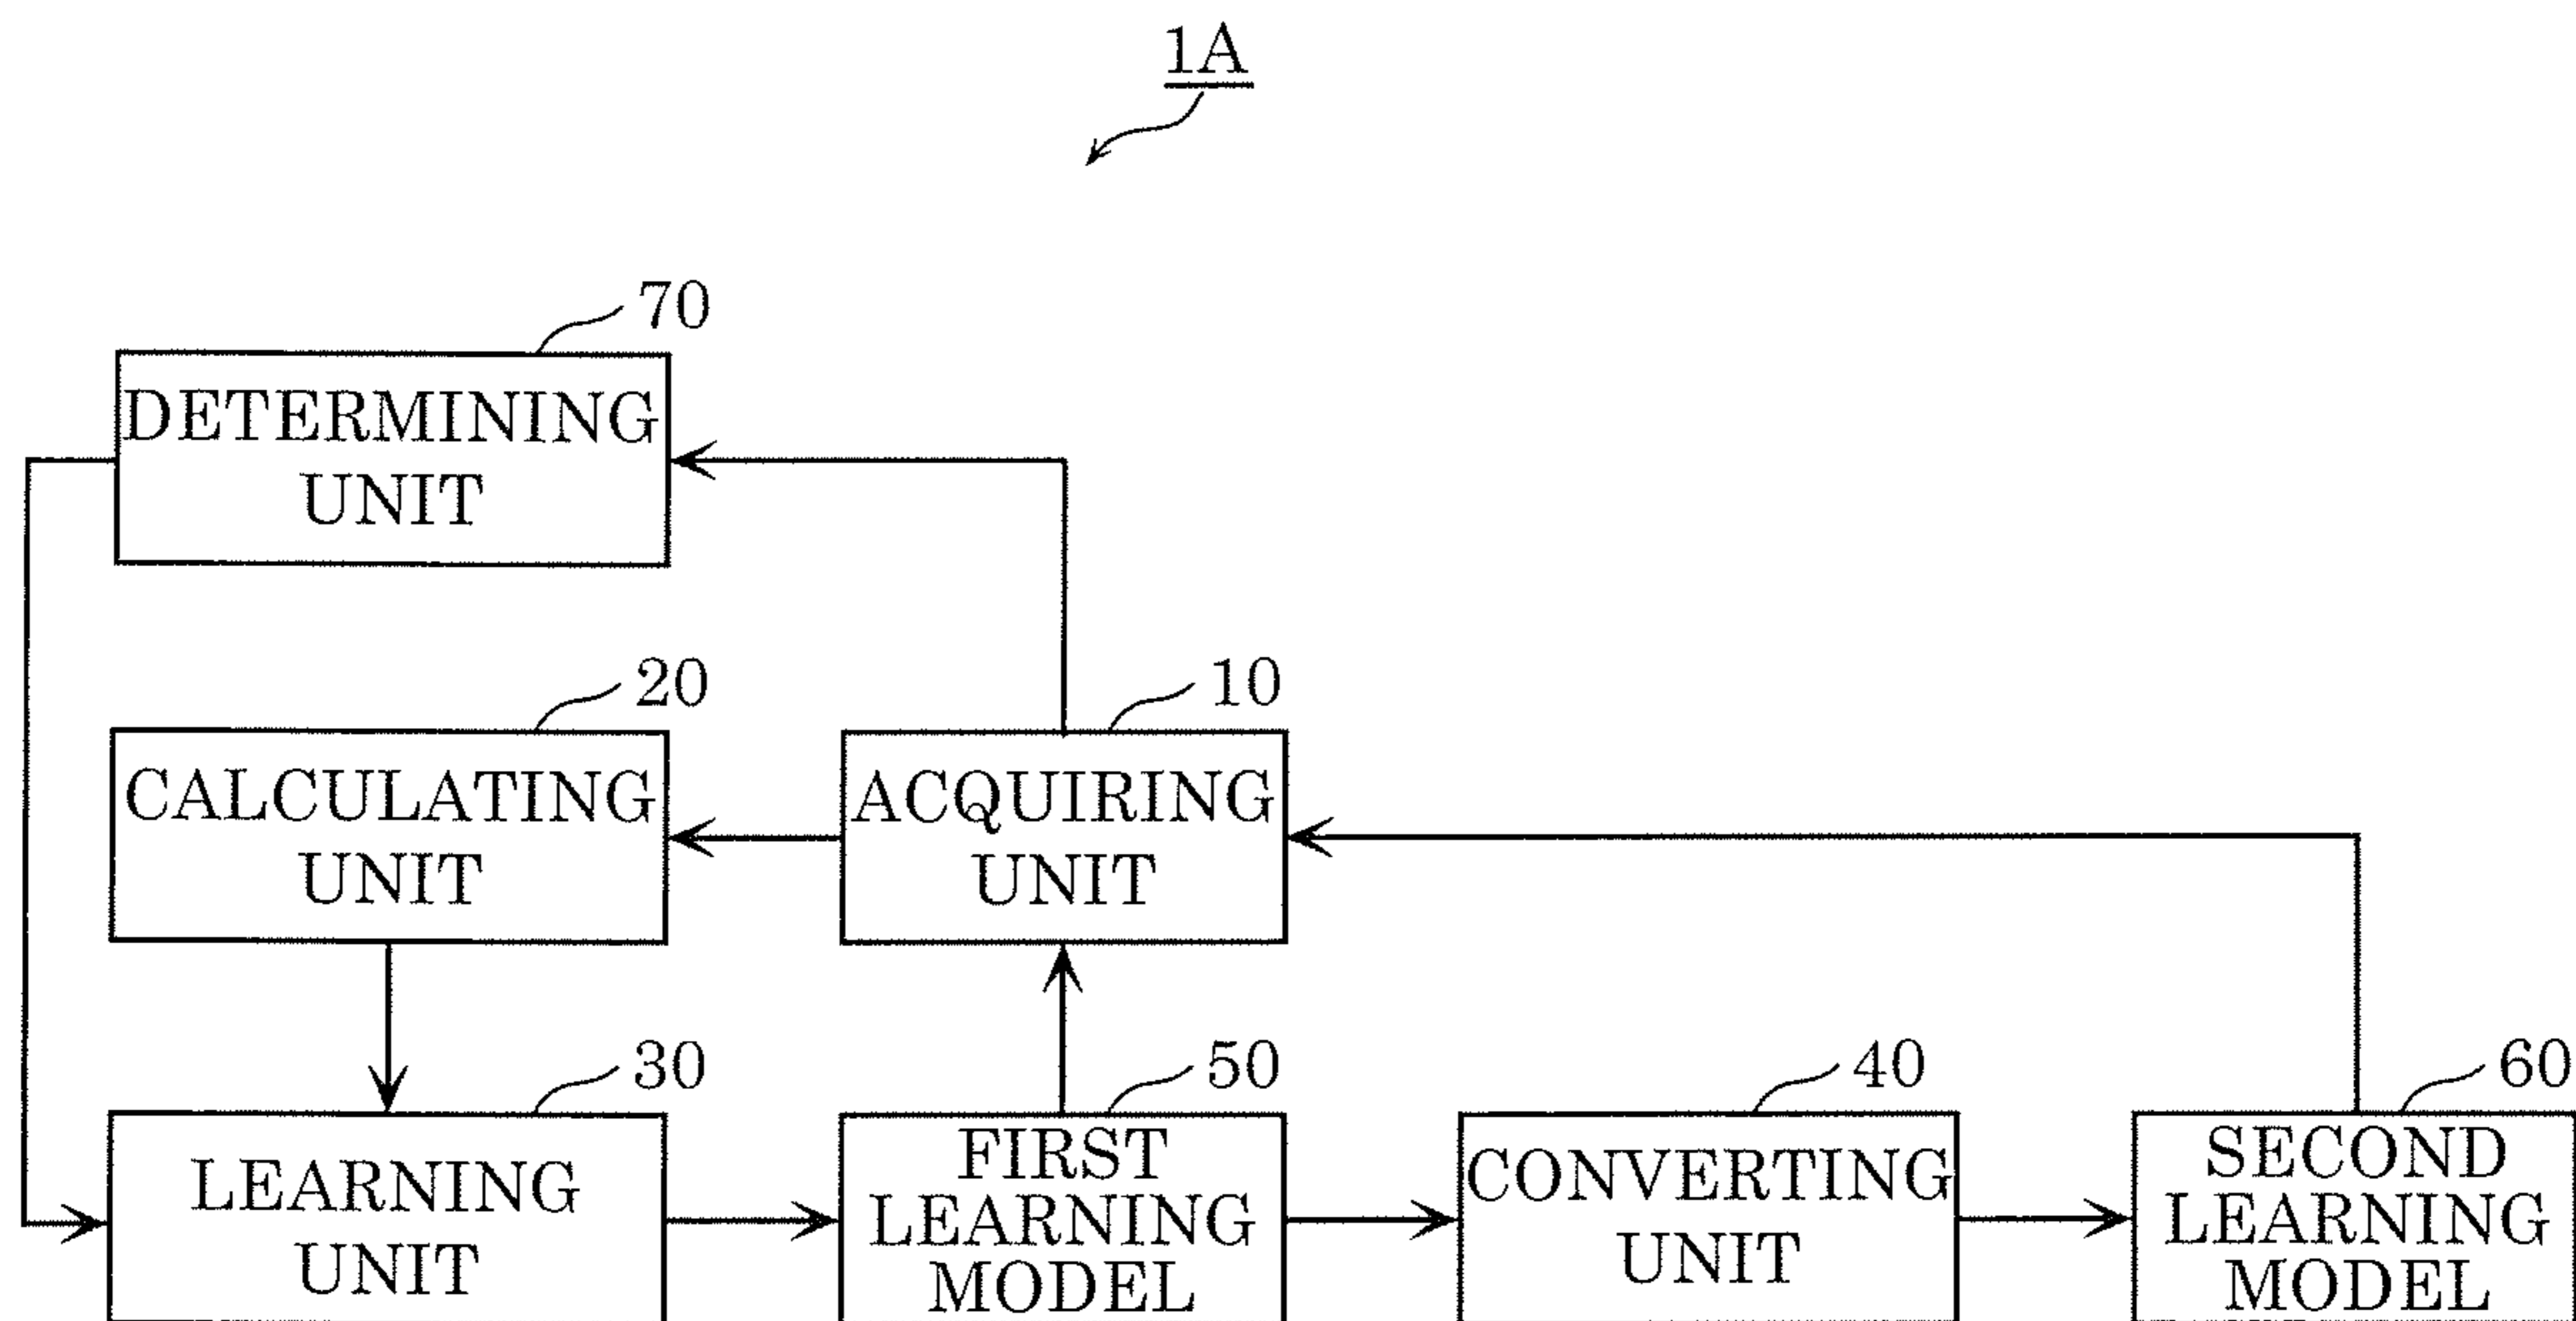 1A
70
DETERMINING
UNIT
20
CALCULATING
UNIT
10
ACQUIRING
UNIT
30
LEARNING
UNIT
50
FIRST
LEARNING
MODEL
40
CONVERTING
UNIT
60
SECOND
LEARNING
MODEL